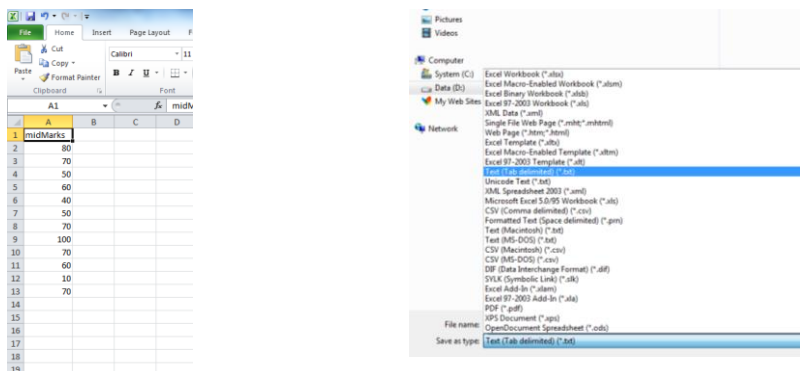 File Home Insert Page Layout F
Cut
Copy
Format Painter
Paste
Clipboard
Calibri 11
B I U
Font
A1 fx midM
A B C D
1 midMarks
2 80
3 70
4 50
5 60
6 40
7 50
8 70
9 100
10 70
11 60
12 10
13 70
14
15
16
17
18
19
Pictures
Videos
Computer
System (C:)
Data (D:)
My Web Sites
Network
Excel Workbook (*.xlsx)
Excel Macro-Enabled Workbook (*.xlsm)
Excel Binary Workbook (*.xlsb)
Excel 97-2003 Workbook (*.xls)
XML Data (*.xml)
Single File Web Page (*.mht;*.mhtml)
Web Page (*.htm;*.html)
Excel Template (*.xltx)
Excel Macro-Enabled Template (*.xltm)
Excel 97-2003 Template (*.xlt)
Text (Tab delimited) (*.txt)
Unicode Text (*.txt)
XML Spreadsheet 2003 (*.xml)
Microsoft Excel 5.0/95 Workbook (*.xls)
CSV (Comma delimited) (*.csv)
Formatted Text (Space delimited) (*.prn)
Text (Macintosh) (*.txt)
Text (MS-DOS) (*.txt)
CSV (Macintosh) (*.csv)
CSV (MS-DOS) (*.csv)
DIF (Data Interchange Format) (*.dif)
SYLK (Symbolic Link) (*.slk)
Excel Add-In (*.xlam)
Excel 97-2003 Add-In (*.xla)
PDF (*.pdf)
XPS Document (*.xps)
OpenDocument Spreadsheet (*.ods)
File name:
Save as type: Text (Tab delimited) (*.txt)